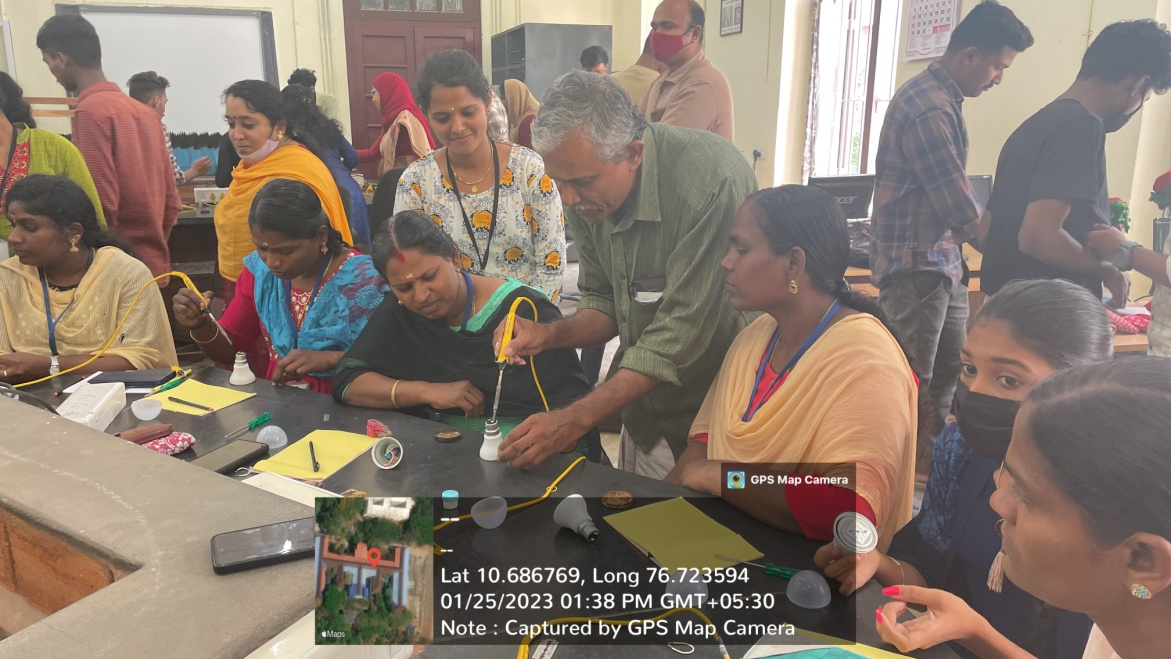 GPS Map Camera
Lat 10.686769, Long 76.723594
01/25/2023 01:38 PM GMT+05:30
Note : Captured by GPS Map Camera
Maps
acer